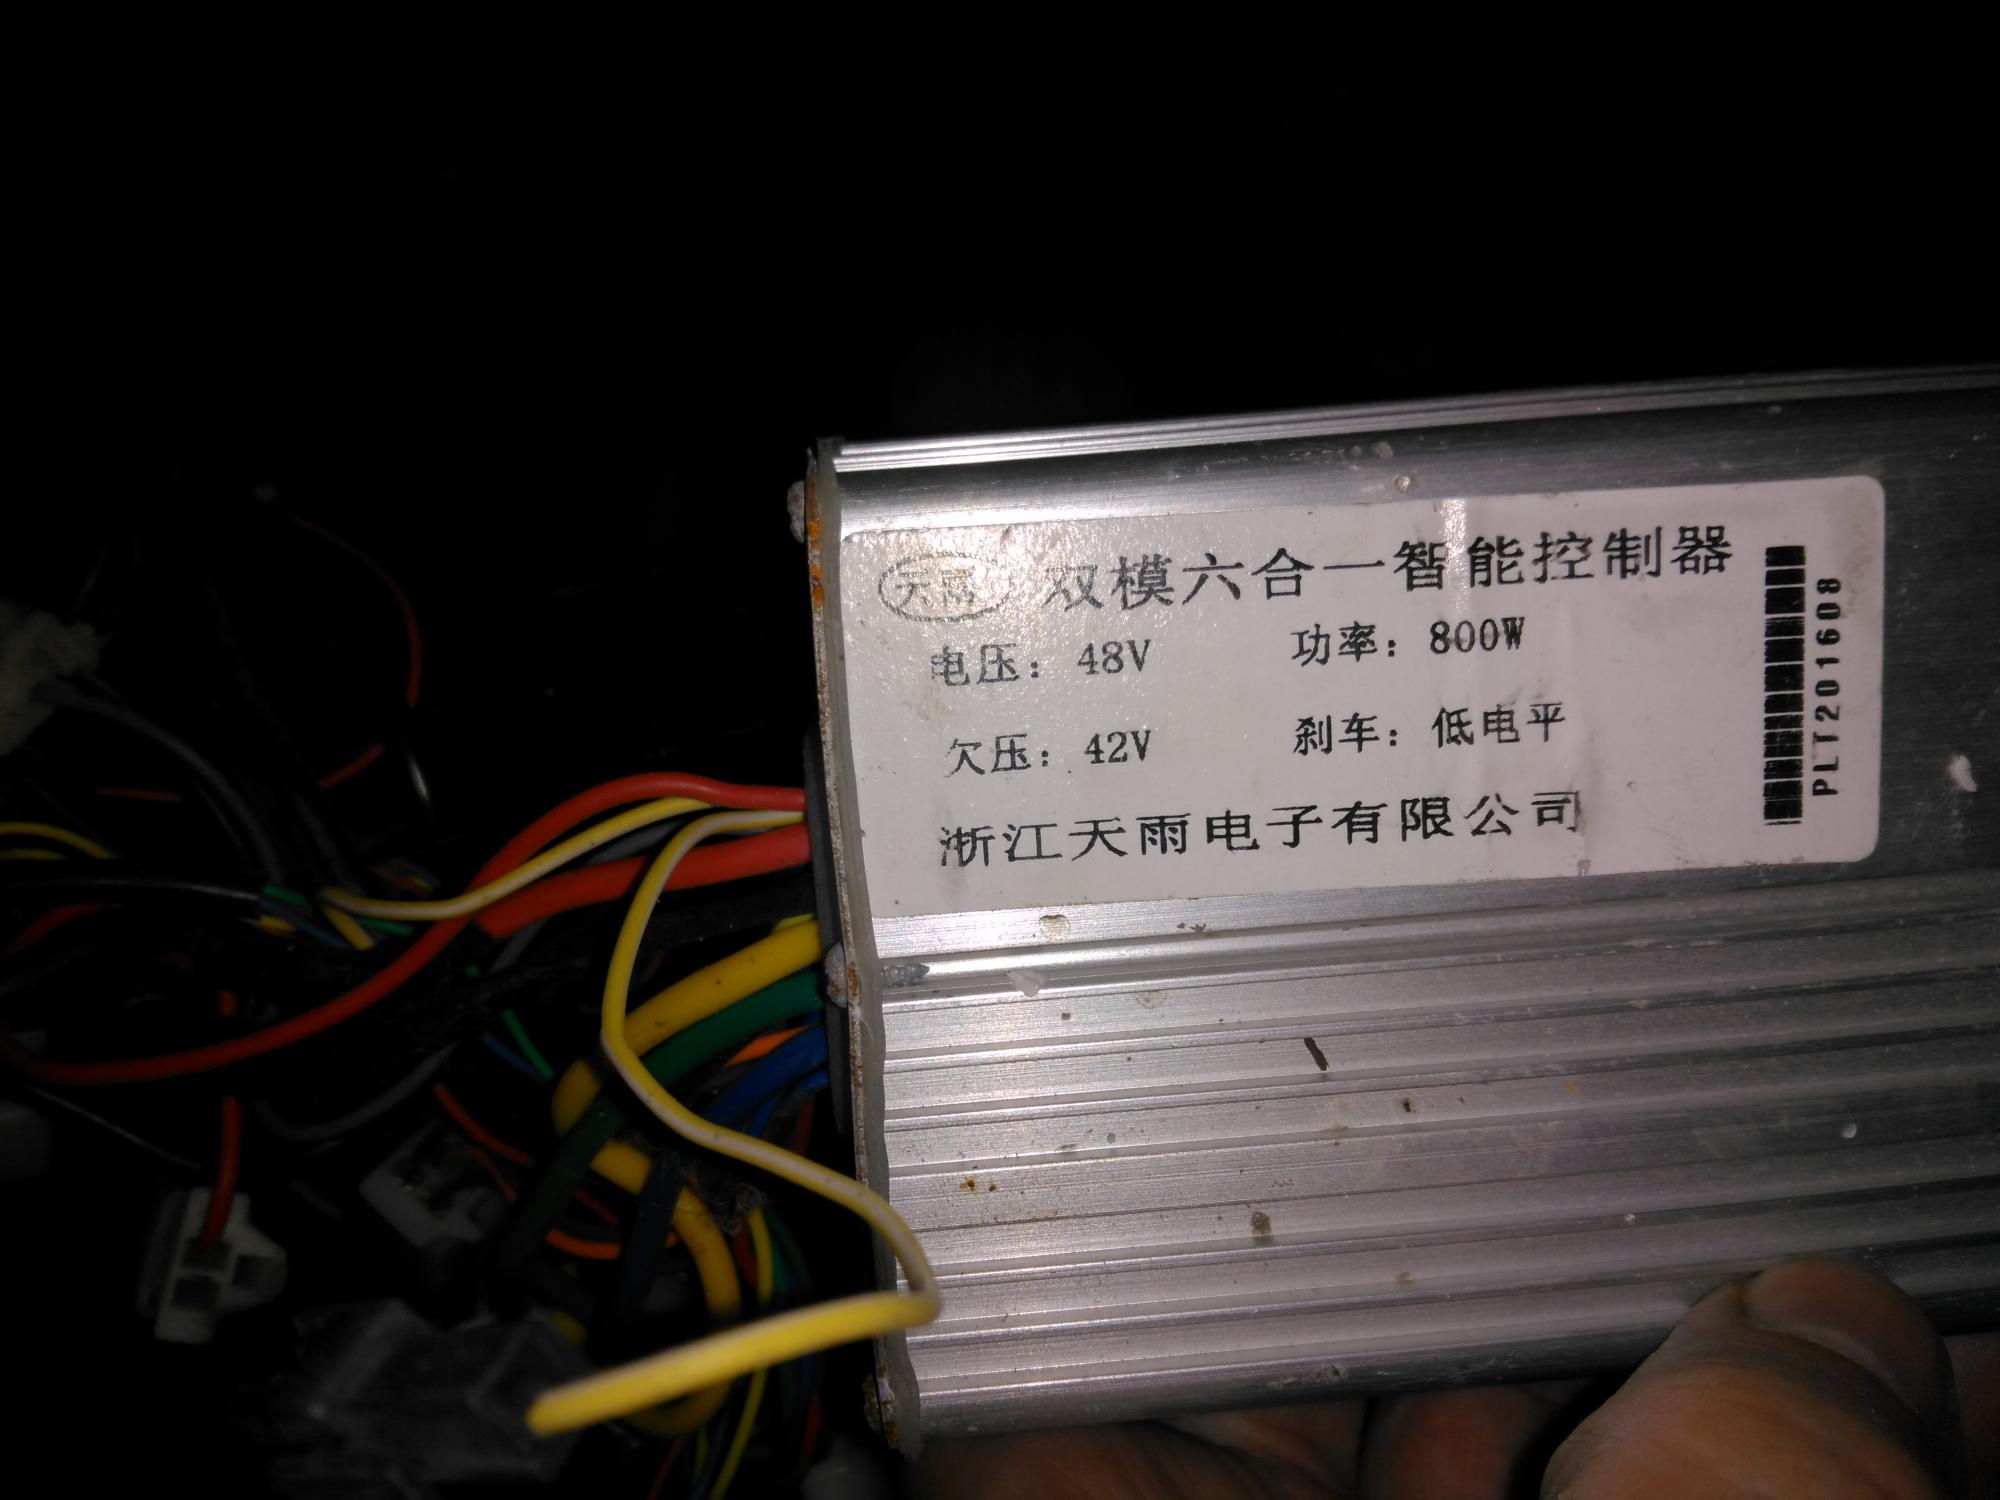 天雨 双模六合一智能控制器
电压：48V 功率：800W
欠压：42V 刹车：低电平
浙江天雨电子有限公司
PLT201608